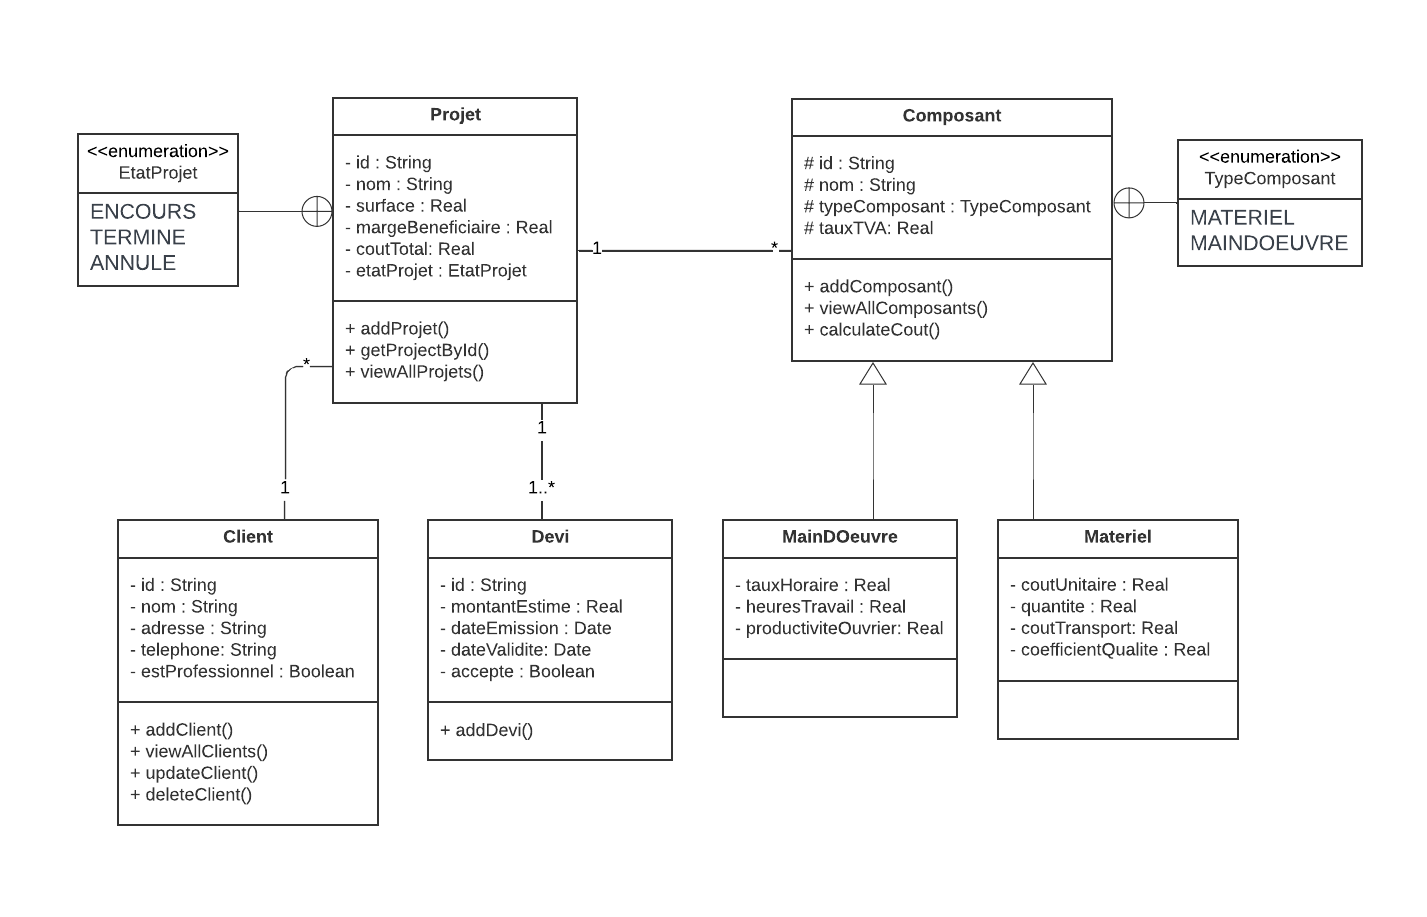 <<enumeration>>
EtatProjet
ENCOURS
TERMINE
ANNULE
Projet
- id : String
- nom : String
- surface : Real
- margeBeneficiaire : Real
- coutTotal: Real
- etatProjet : EtatProjet
+ addProjet()
+ getProjectById()
+ viewAllProjets()
1
*
Composant
# id : String
# nom : String
# typeComposant : TypeComposant
# tauxTVA: Real
+ addComposant()
+ viewAllComposants()
+ calculateCout()
<<enumeration>>
TypeComposant
MATERIEL
MAINDOEUVRE
*
1
1
1..*
Client
- id : String
- nom : String
- adresse : String
- telephone: String
- estProfessionnel : Boolean
+ addClient()
+ viewAllClients()
+ updateClient()
+ deleteClient()
Devi
- id : String
- montantEstime : Real
- dateEmission : Date
- dateValidite: Date
- accepte : Boolean
+ addDevi()
MainDOeuvre
- tauxHoraire : Real
- heuresTravail : Real
- productiviteOuvrier: Real
Materiel
- coutUnitaire : Real
- quantite : Real
- coutTransport: Real
- coefficientQualite : Real